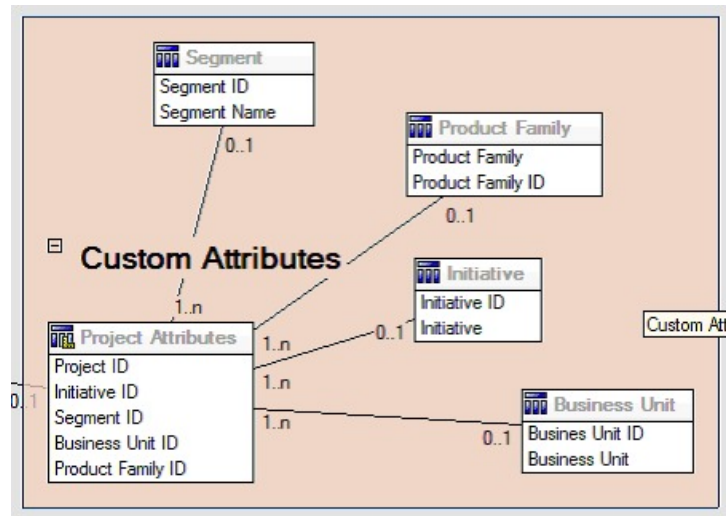 Segment
Segment ID
Segment Name
0..1
Product Family
Product Family
Product Family ID
0..1
Custom Attributes
Initiative
Initiative ID
Initiative
0..1
Custom Att
1..n
Project Attributes
Project ID
Initiative ID
Segment ID
Business Unit ID
Product Family ID
1..n
1..n
1..n
0..1
Business Unit
Busines Unit ID
Business Unit
0..1